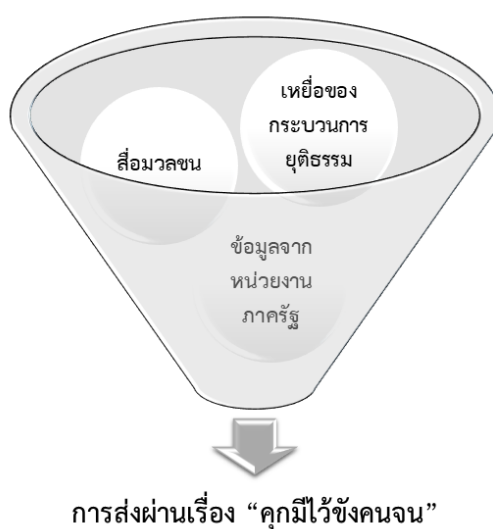 เหยื่อของ
กระบวนการ
ยุติธรรม
สื่อมวลชน
ข้อมูลจาก
หน่วยงาน
ภาครัฐ
การส่งผ่านเรื่อง “คุกมีไว้ขังคนจน”